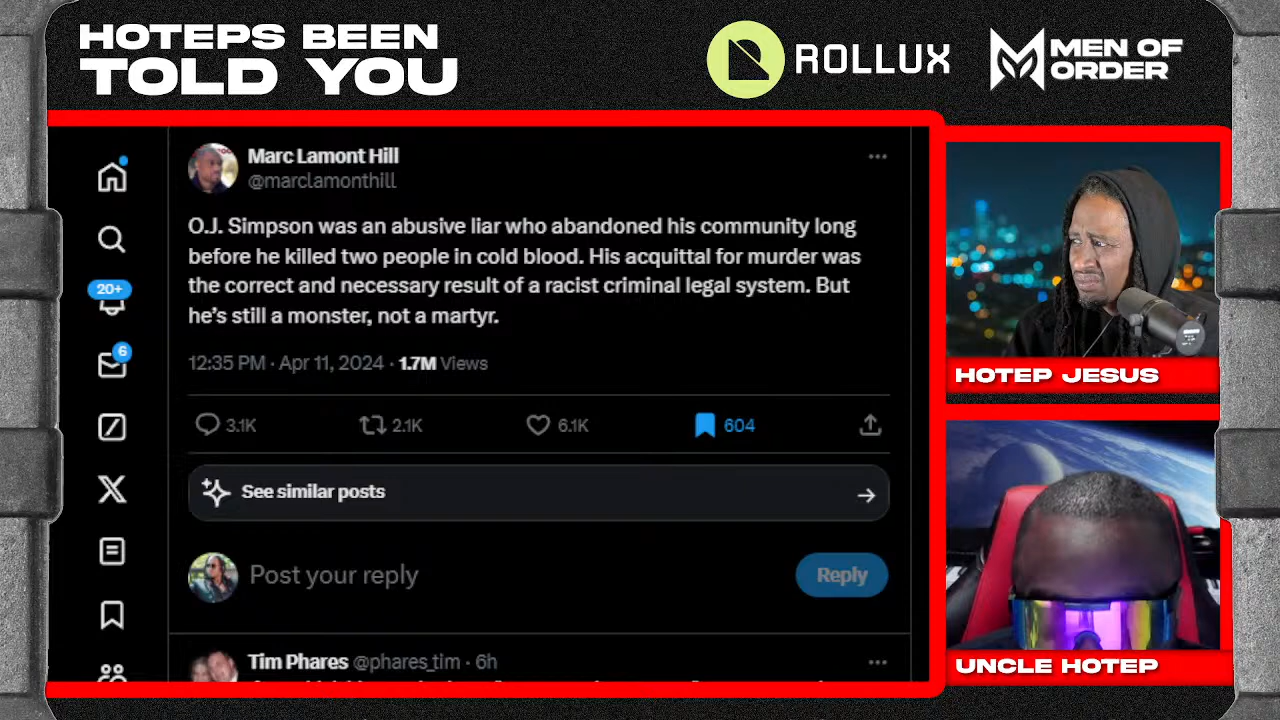 HOTEPS BEEN
TOLD YOU
ROLLUX
MEN OF
ORDER
Marc Lamont Hill
@marclamonthill
O.J. Simpson was an abusive liar who abandoned his community long
before he killed two people in cold blood. His acquittal for murder was
the correct and necessary result of a racist criminal legal system. But
he's still a monster, not a martyr.
12:35 PM · Apr 11, 2024 · 1.7M Views
3.1K 2.1K 6.1K 604
20+
6
See similar posts
Post your reply
Reply
Tim Phares @phares_tim · 6h
HOTEP JESUS
UNCLE HOTEP